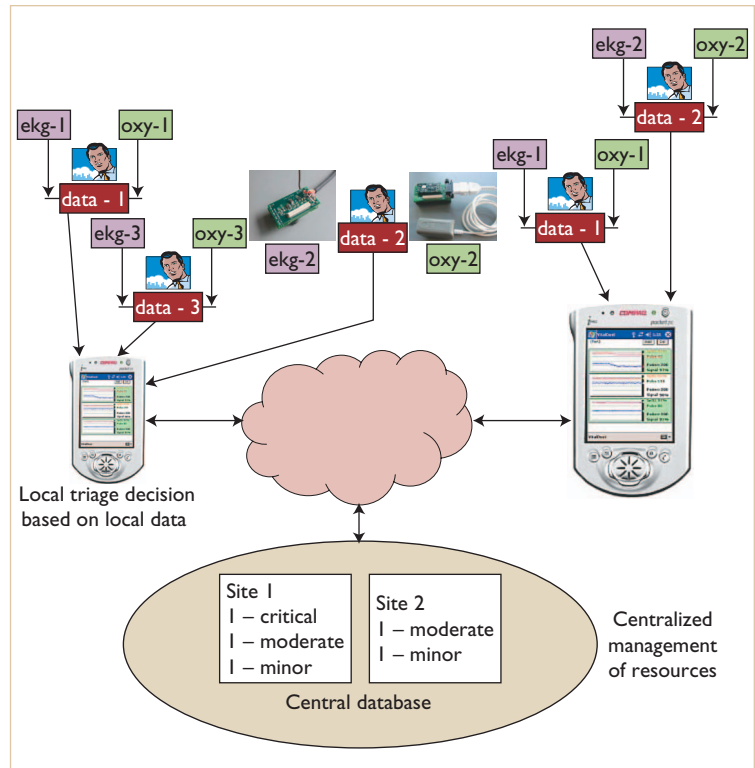 ekg-2
oxy-2
data - 2
ekg-1
oxy-1
data - 1
ekg-3
oxy-3
data - 3
ekg-2
data - 2
oxy-2
ekg-1
oxy-1
data - 1
COMPAQ
COMPAQ
Local triage decision
based on local data
Site 1
1 – critical
1 – moderate
1 – minor
Site 2
1 – moderate
1 – minor
Central database
Centralized
management
of resources